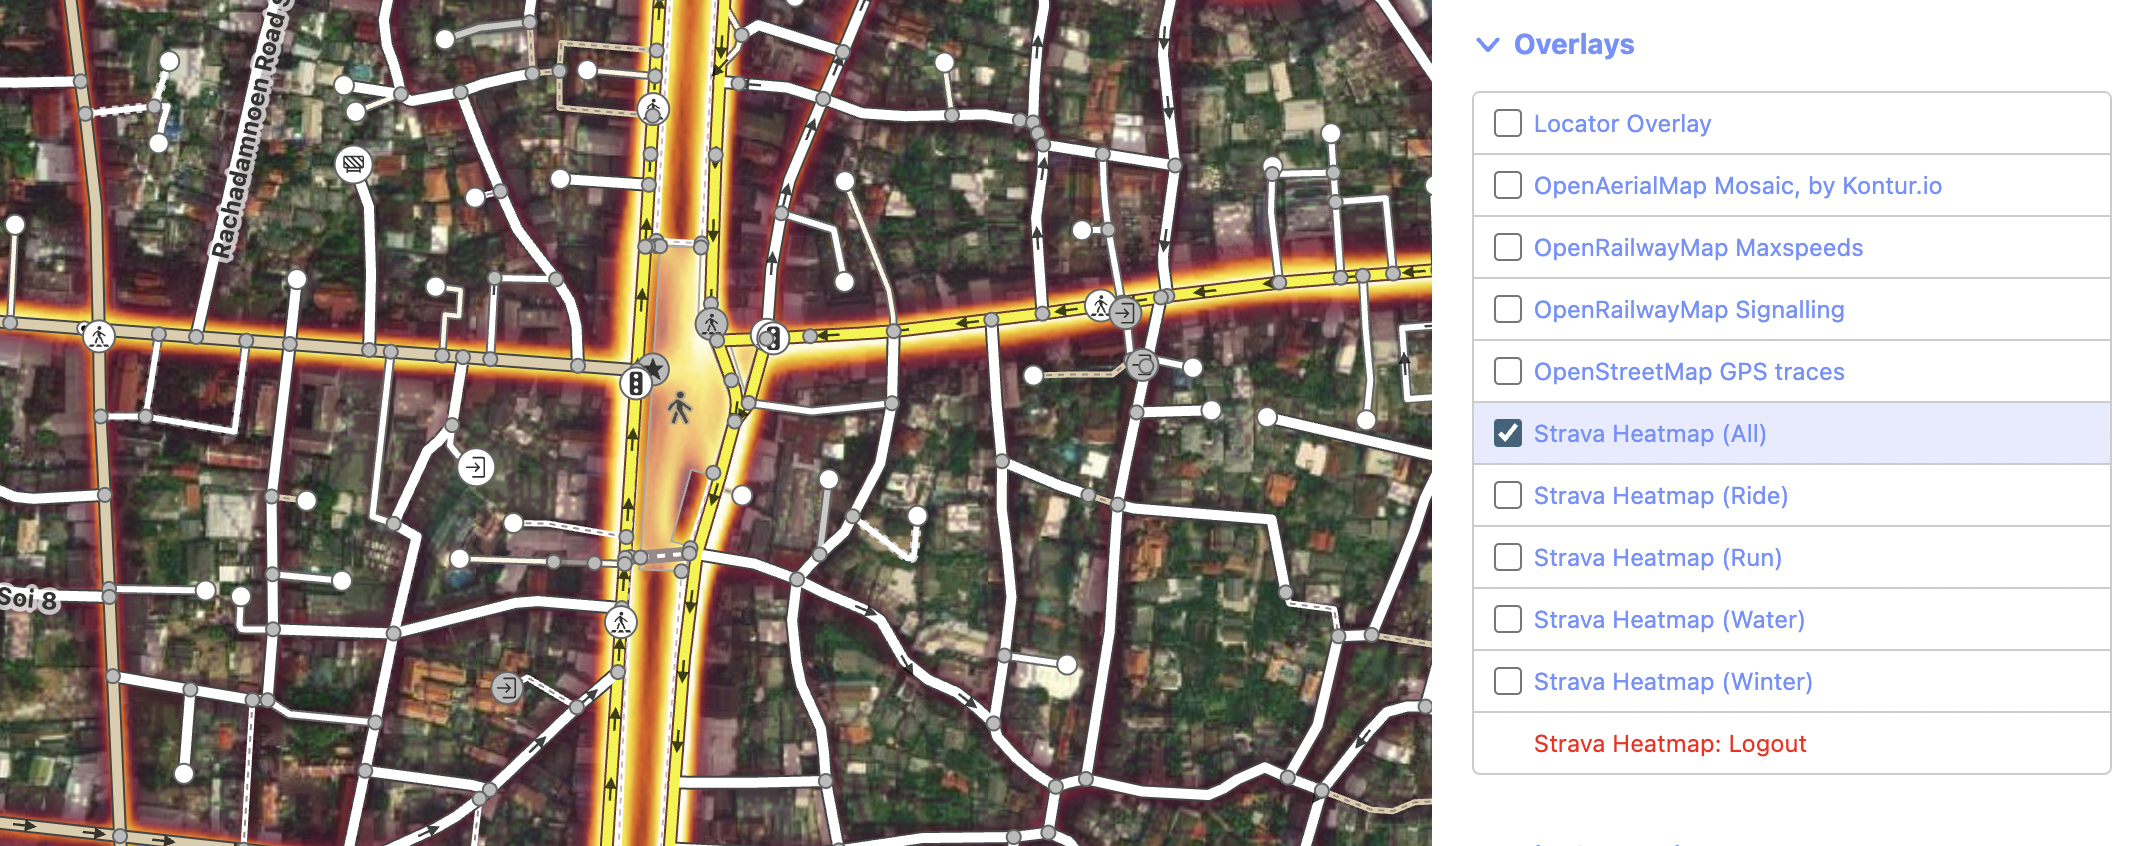 Rachadamnoen Road S
Soi 8
Overlays
Locator Overlay
OpenAerialMap Mosaic, by Kontur.io
OpenRailwayMap Maxspeeds
OpenRailwayMap Signalling
OpenStreetMap GPS traces
Strava Heatmap (All)
Strava Heatmap (Ride)
Strava Heatmap (Run)
Strava Heatmap (Water)
Strava Heatmap (Winter)
Strava Heatmap: Logout